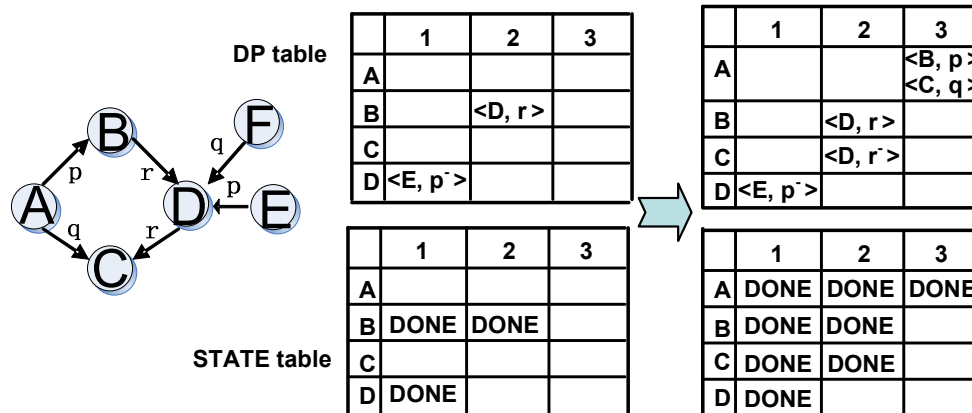 DP table
1 2 3
A
B <D, r >
C
D <E, p⁻ >
1 2 3
A <B, p >
<C, q >
B <D, r>
C <D, r⁻>
D <E, p⁻>
B
F
p
r
q
A
D
p
E
q
r
C
STATE table
1 2 3
A
B DONE DONE
C
D DONE
1 2 3
A DONE DONE DONE
B DONE DONE
C DONE DONE
D DONE